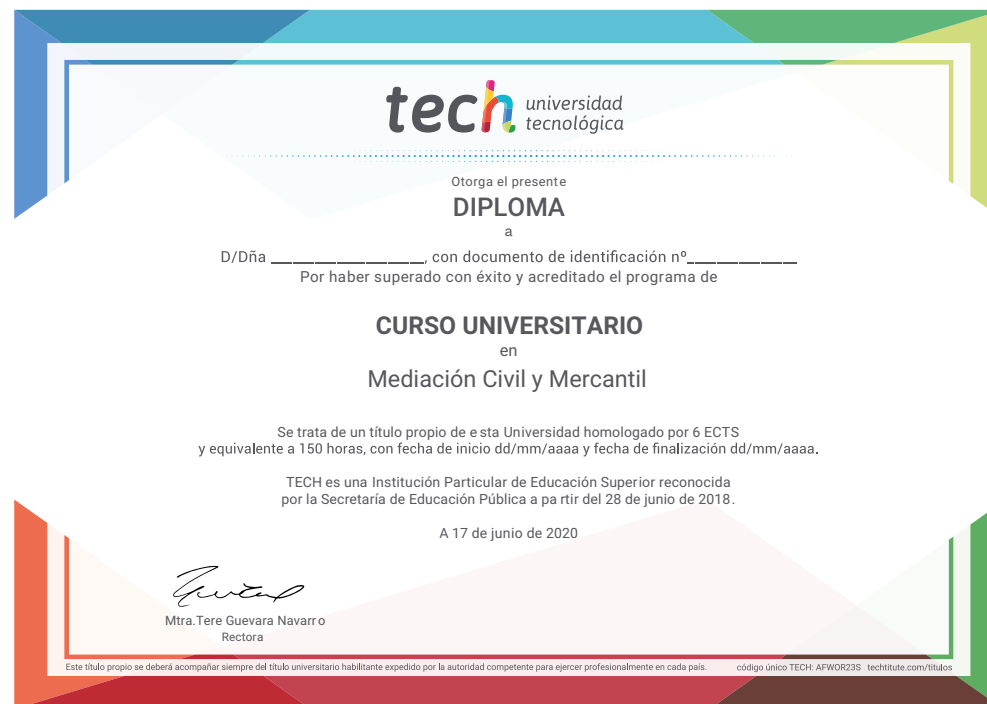 tech universidad
tecnológica
Otorga el presente
DIPLOMA
a
D/Dña ____________________, con documento de identificación nº______________
Por haber superado con éxito y acreditado el programa de
CURSO UNIVERSITARIO
en
Mediación Civil y Mercantil
Se trata de un título propio de esta Universidad homologado por 6 ECTS
y equivalente a 150 horas, con fecha de inicio dd/mm/aaaa y fecha de finalización dd/mm/aaaa.
TECH es una Institución Particular de Educación Superior reconocida
por la Secretaría de Educación Pública a partir del 28 de junio de 2018.
A 17 de junio de 2020
Mtra.Tere Guevara Navarro
Rectora
Este título propio se deberá acompañar siempre del título universitario habilitante expedido por la autoridad competente para ejercer profesionalmente en cada país. código único TECH: AFWOR23S techtitute.com/titulos